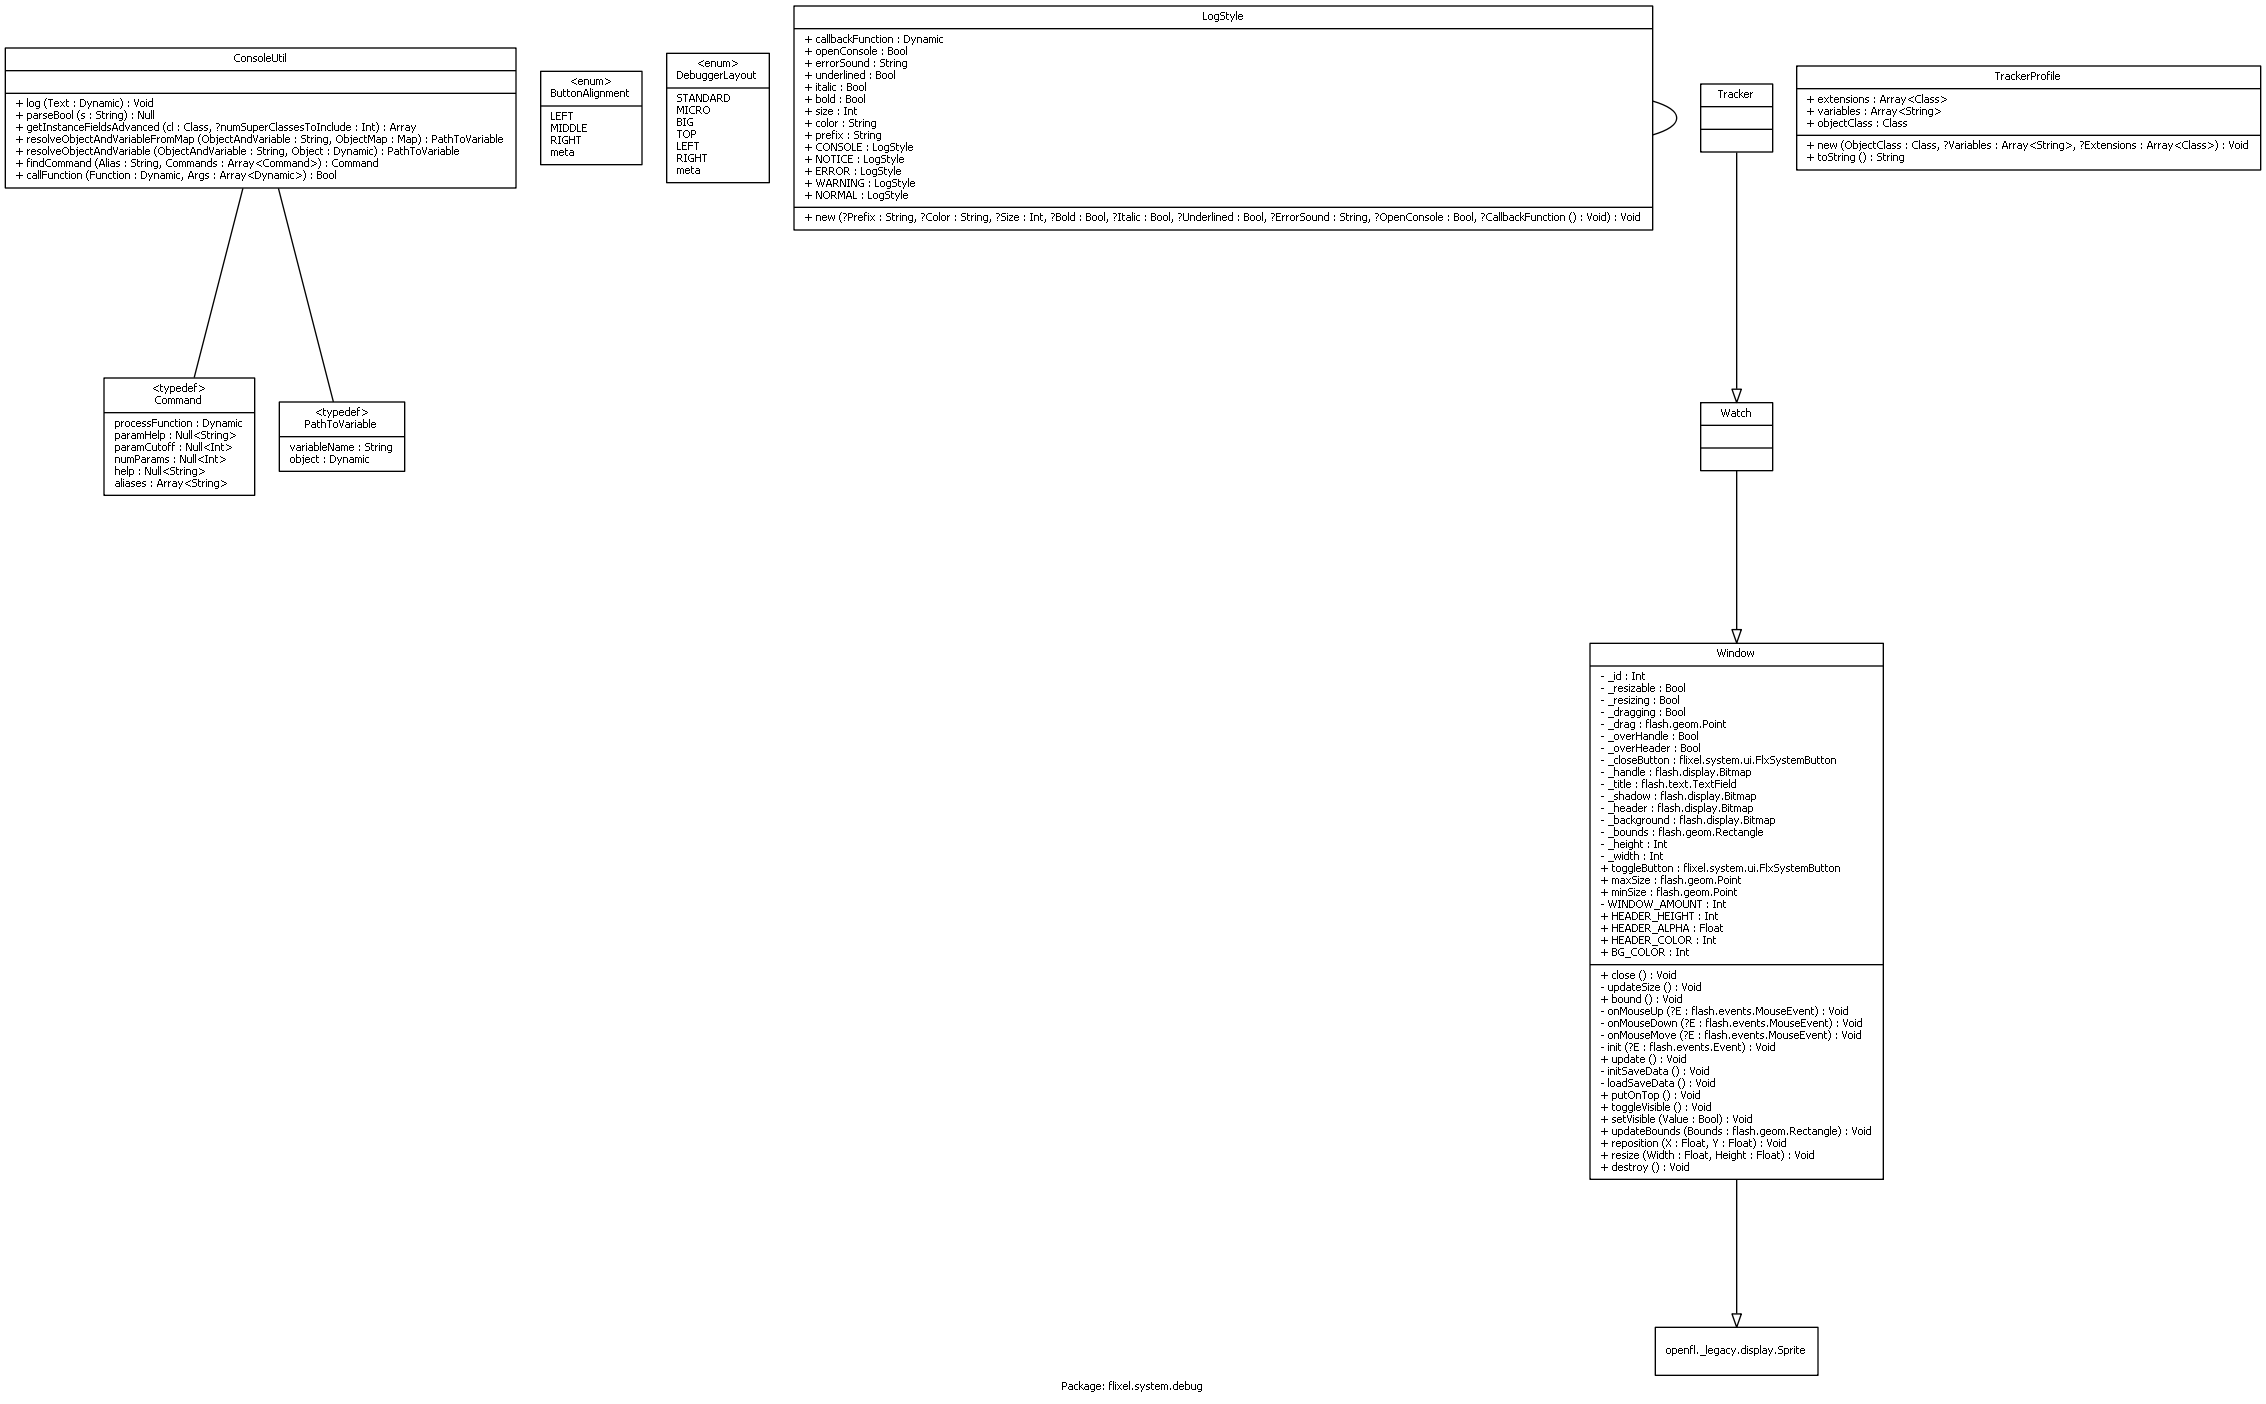 ConsoleUtil
+ log (Text : Dynamic) : Void
+ parseBool (s : String) : Null
+ getInstanceFieldsAdvanced (cl : Class, ?numSuperClassesToInclude : Int) : Array
+ resolveObjectAndVariableFromMap (ObjectAndVariable : String, ObjectMap : Map) : PathToVariable
+ resolveObjectAndVariable (ObjectAndVariable : String, Object : Dynamic) : PathToVariable
+ findCommand (Alias : String, Commands : Array<Command>) : Command
+ callFunction (Function : Dynamic, Args : Array<Dynamic>) : Bool
<enum>
ButtonAlignment
LEFT
MIDDLE
RIGHT
meta
<enum>
DebuggerLayout
STANDARD
MICRO
BIG
TOP
LEFT
RIGHT
meta
LogStyle
+ callbackFunction : Dynamic
+ openConsole : Bool
+ errorSound : String
+ underlined : Bool
+ italic : Bool
+ bold : Bool
+ size : Int
+ color : String
+ prefix : String
+ CONSOLE : LogStyle
+ NOTICE : LogStyle
+ ERROR : LogStyle
+ WARNING : LogStyle
+ NORMAL : LogStyle
+ new (?Prefix : String, ?Color : String, ?Size : Int, ?Bold : Bool, ?Italic : Bool, ?Underlined : Bool, ?ErrorSound : String, ?OpenConsole : Bool, ?CallbackFunction () : Void) : Void
Tracker
TrackerProfile
+ extensions : Array<Class>
+ variables : Array<String>
+ objectClass : Class
+ new (ObjectClass : Class, ?Variables : Array<String>, ?Extensions : Array<Class>) : Void
+ toString () : String
<typedef>
Command
processFunction : Dynamic
paramHelp : Null<String>
paramCutoff : Null<Int>
numParams : Null<Int>
help : Null<String>
aliases : Array<String>
<typedef>
PathToVariable
variableName : String
object : Dynamic
Watch
Window
- _id : Int
- _resizable : Bool
- _resizing : Bool
- _dragging : Bool
- _drag : flash.geom.Point
- _overHandle : Bool
- _overHeader : Bool
- _closeButton : flixel.system.ui.FlxSystemButton
- _handle : flash.display.Bitmap
- _title : flash.text.TextField
- _shadow : flash.display.Bitmap
- _header : flash.display.Bitmap
- _background : flash.display.Bitmap
- _bounds : flash.geom.Rectangle
- _height : Int
- _width : Int
+ toggleButton : flixel.system.ui.FlxSystemButton
+ maxSize : flash.geom.Point
+ minSize : flash.geom.Point
- WINDOW_AMOUNT : Int
+ HEADER_HEIGHT : Int
+ HEADER_ALPHA : Float
+ HEADER_COLOR : Int
+ BG_COLOR : Int
+ close () : Void
- updateSize () : Void
+ bound () : Void
- onMouseUp (?E : flash.events.MouseEvent) : Void
- onMouseDown (?E : flash.events.MouseEvent) : Void
- onMouseMove (?E : flash.events.MouseEvent) : Void
- init (?E : flash.events.Event) : Void
+ update () : Void
- initSaveData () : Void
- loadSaveData () : Void
+ putOnTop () : Void
+ toggleVisible () : Void
+ setVisible (Value : Bool) : Void
+ updateBounds (Bounds : flash.geom.Rectangle) : Void
+ reposition (X : Float, Y : Float) : Void
+ resize (Width : Float, Height : Float) : Void
+ destroy () : Void
openfl._legacy.display.Sprite
Package: flixel.system.debug